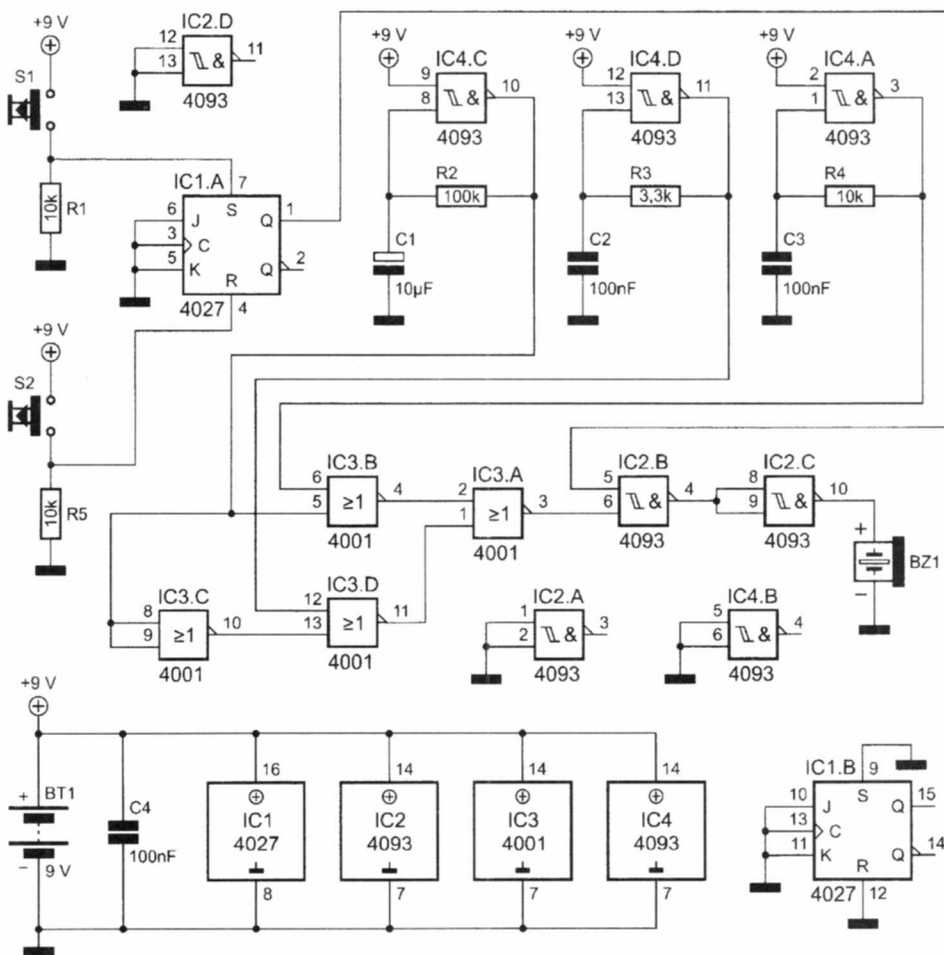 IC2.D
+9 V
12
13
11
4093
S1
10k
R1
IC1.A
7
6
J
S
Q
1
3
C
5
K
R
Q
2
4027
4
+9 V
S2
10k
R5
+9 V
IC4.C
9
8
10
4093
R2
100k
C1
10µF
+9 V
IC4.D
12
13
11
4093
R3
3,3k
C2
100nF
+9 V
IC4.A
2
1
3
4093
R4
10k
C3
100nF
IC3.B
6
5
≥1
4
4001
IC3.A
2
1
≥1
3
4001
IC2.B
5
6
4
4093
IC2.C
8
9
10
4093
+
BZ1
−
IC3.C
8
9
≥1
10
4001
IC3.D
12
13
≥1
11
4001
IC2.A
1
2
3
4093
IC4.B
5
6
4
4093
&
&
&
&
&
&
&
&
+9 V
+
BT1
−
9 V
C4
100nF
16
IC1
4027
8
14
IC2
4093
7
14
IC3
4001
7
14
IC4
4093
7
IC1.B
9
10
J
S
Q
15
13
C
11
K
R
Q
14
4027
12